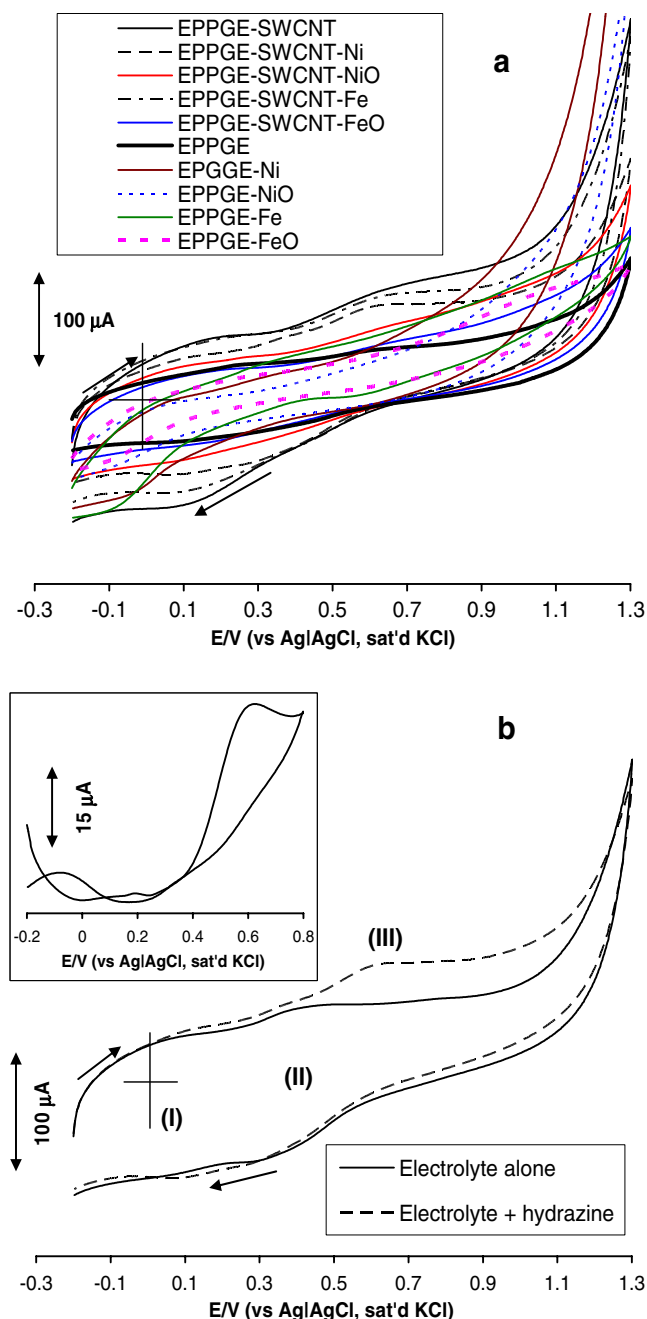 EPPGE-SWCNT
EPPGE-SWCNT-Ni
EPPGE-SWCNT-NiO
EPPGE-SWCNT-Fe
EPPGE-SWCNT-FeO
EPPGE
EPGGE-Ni
EPPGE-NiO
EPPGE-Fe
EPPGE-FeO
a
100 µA
-0.3 -0.1 0.1 0.3 0.5 0.7 0.9 1.1 1.3
E/V (vs Ag|AgCl, sat'd KCl)
b
15 µA
-0.2 0 0.2 0.4 0.6 0.8
E/V (vs Ag|AgCl, sat'd KCl)
(III)
(II)
(I)
100 µA
Electrolyte alone
Electrolyte + hydrazine
-0.3 -0.1 0.1 0.3 0.5 0.7 0.9 1.1 1.3
E/V (vs Ag|AgCl, sat'd KCl)